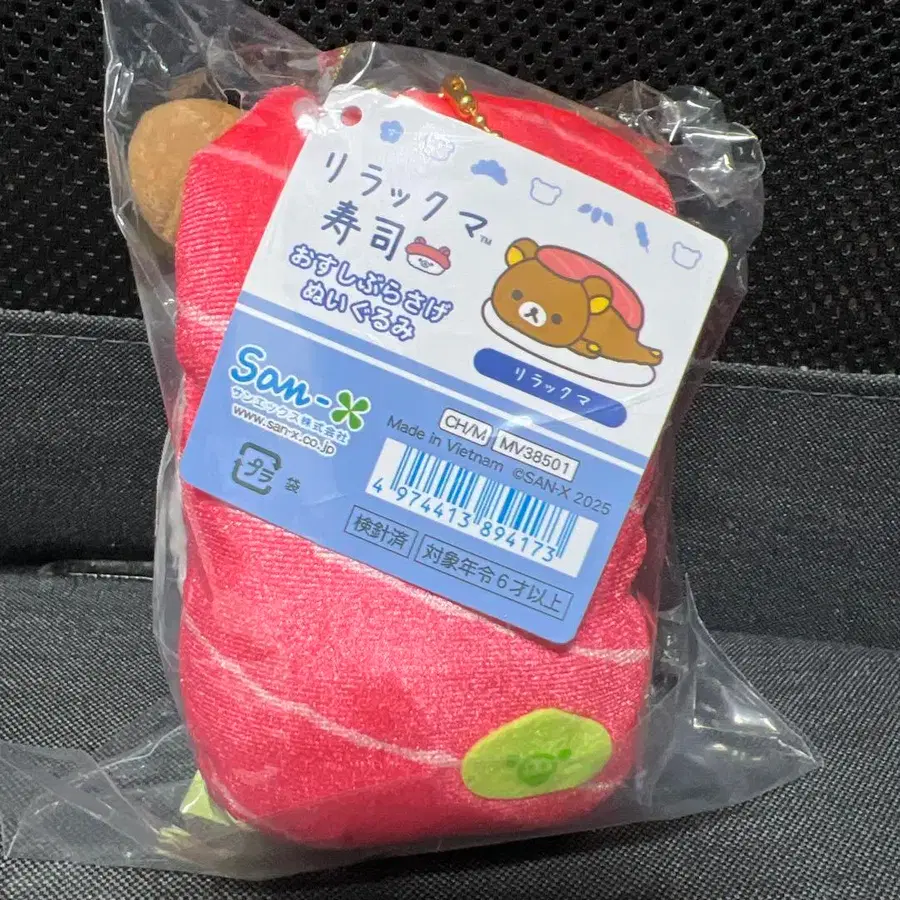 リラックマ™
寿司
おすしぶらさげ
ぬいぐるみ
リラックマ
San-X
サンエックス株式会社
www.san-x.co.jp
プラ 袋
CH/M MV38501
Made in Vietnam ©SAN-X 2025
4 974413 894173
検針済 対象年令6才以上